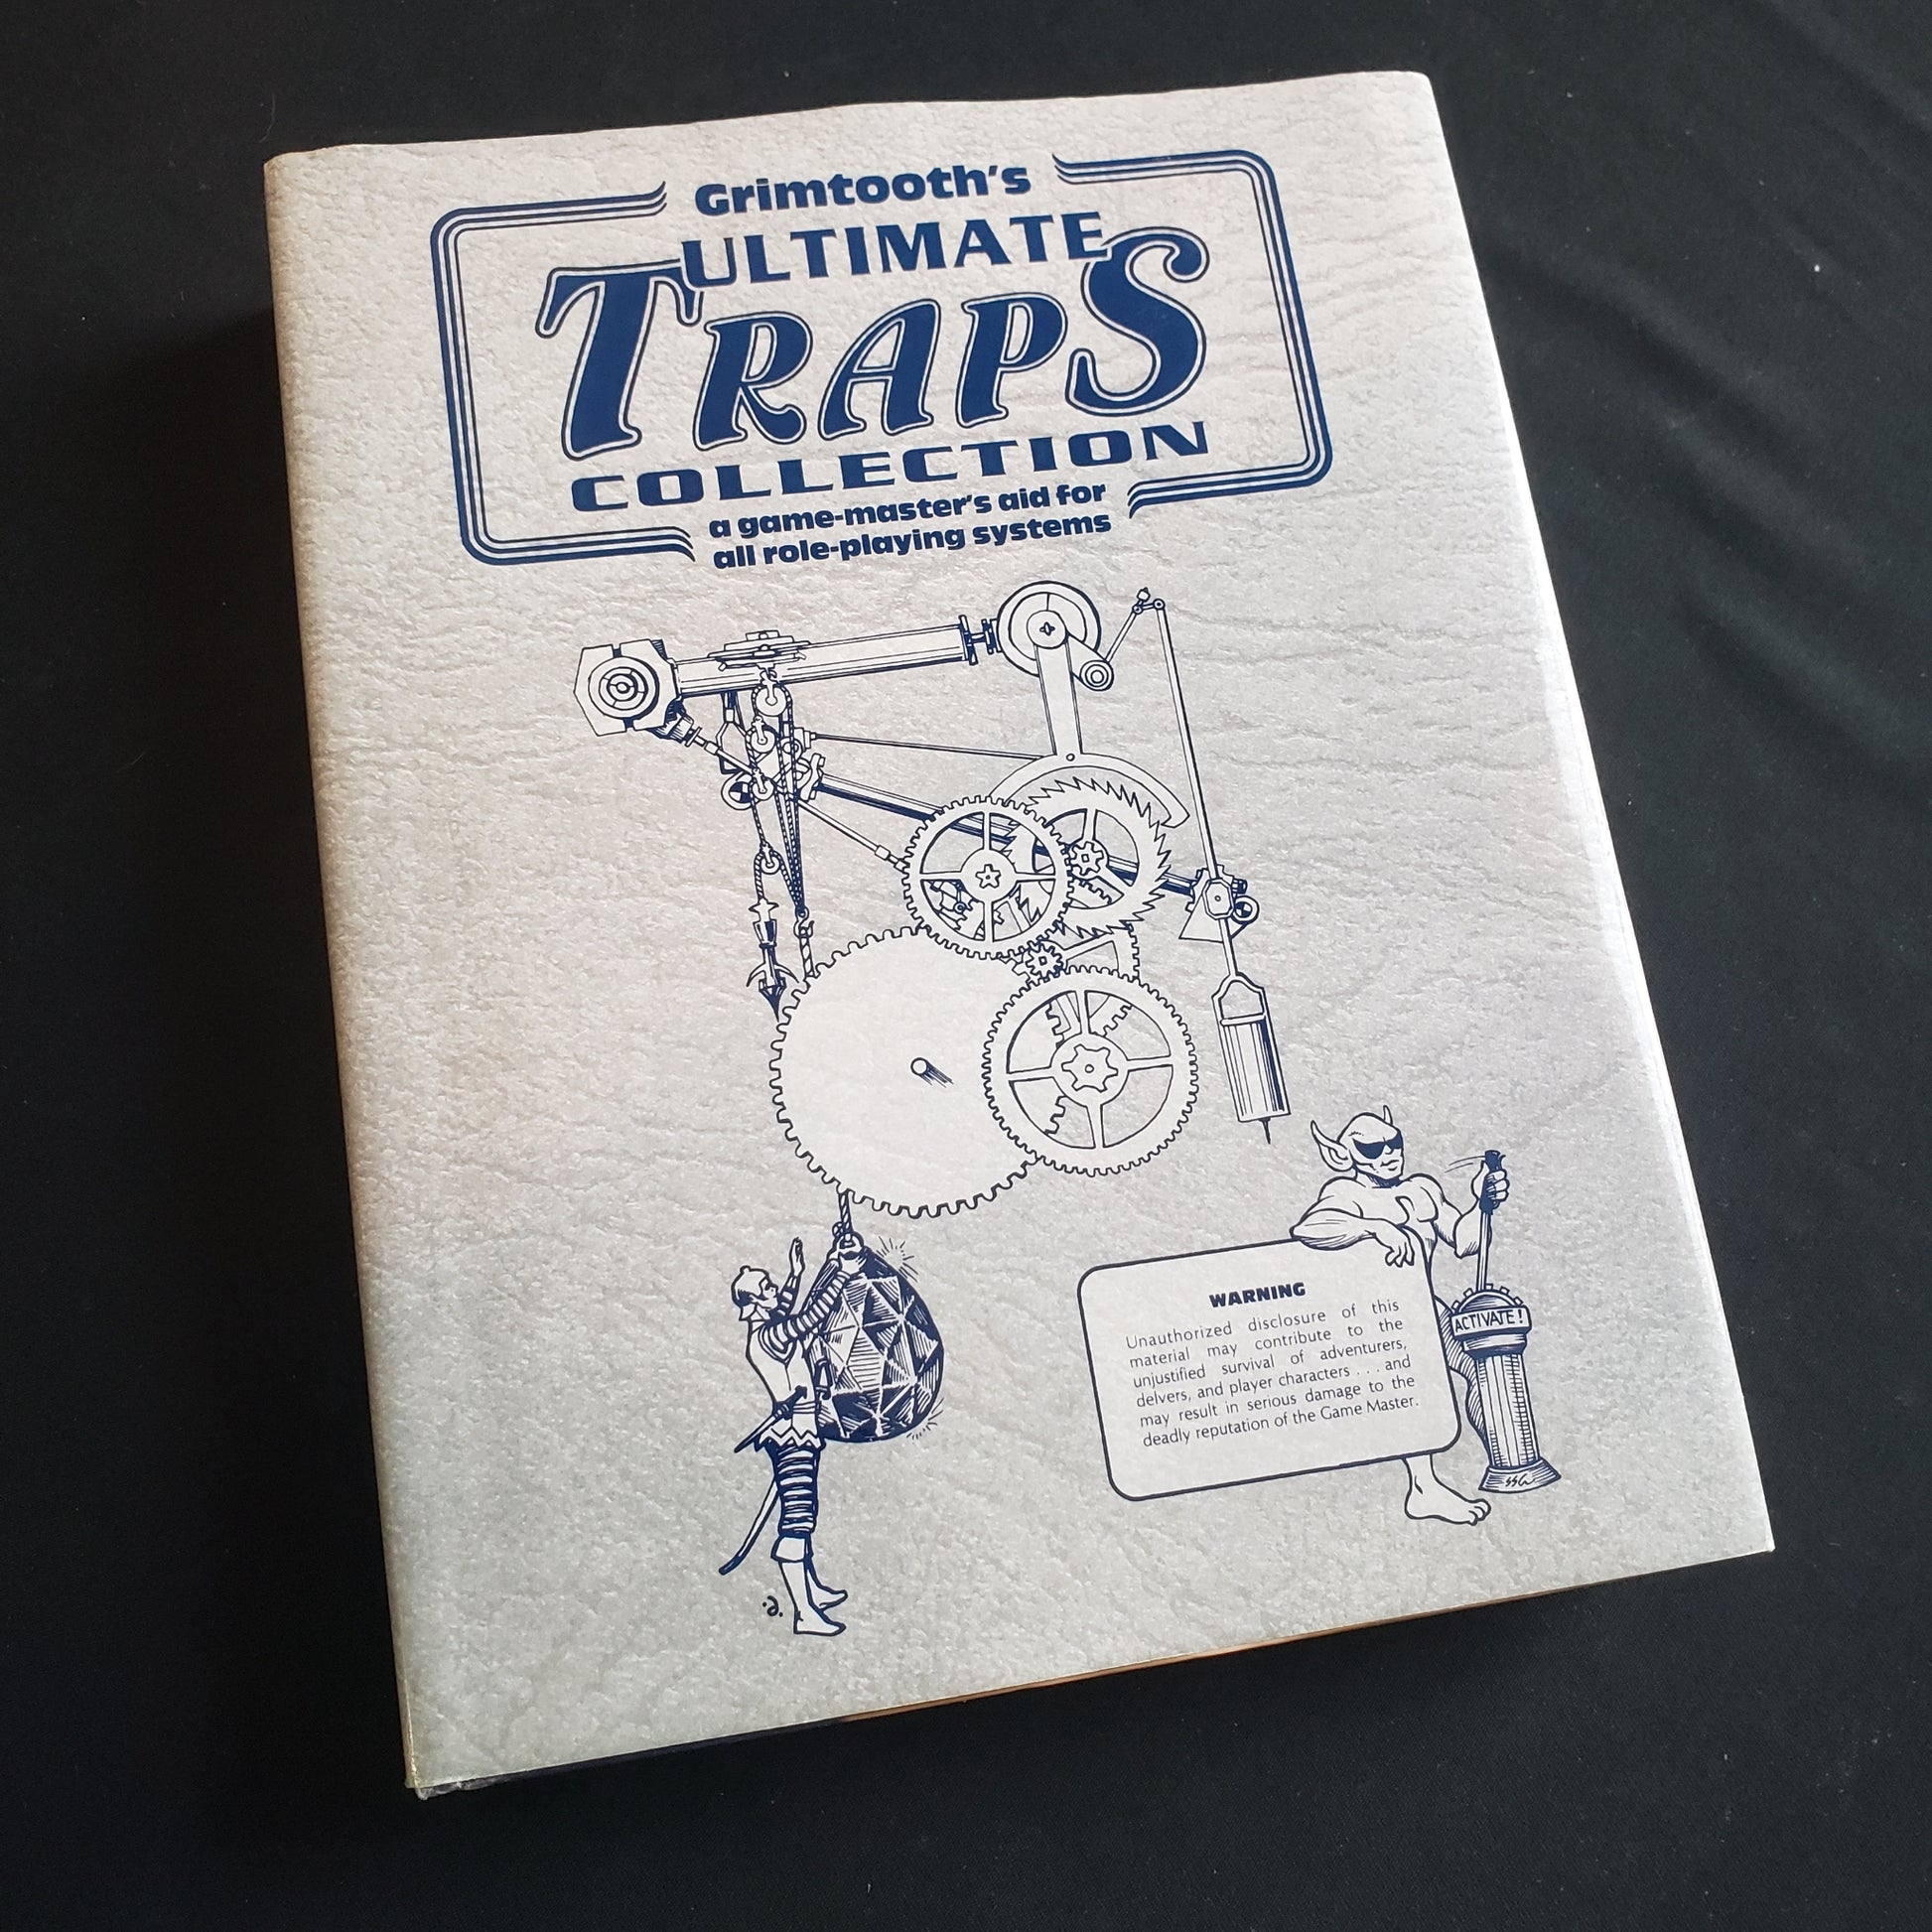 Grimtooth's
ULTIMATE
TRAPS
COLLECTION
a game-master's aid for
all role-playing systems
WARNING
Unauthorized disclosure of this
material may contribute to the
unjustified survival of adventurers,
delvers, and player characters . . . and
may result in serious damage to the
deadly reputation of the Game Master.
ACTIVATE!
SSC